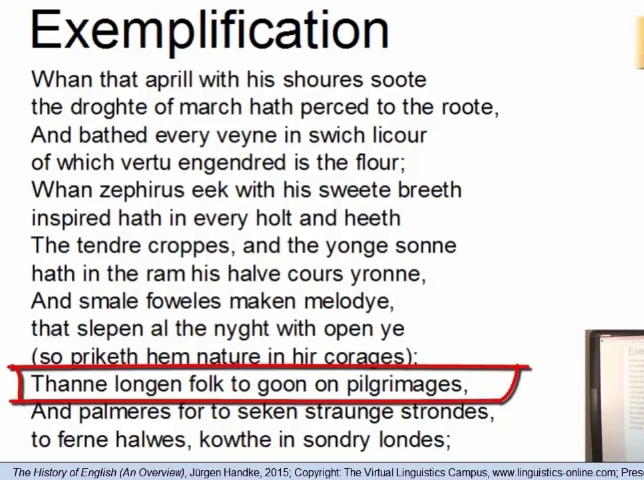 Exemplification
Whan that aprill with his shoures soote
the droghte of march hath perced to the roote,
And bathed every veyne in swich licour
of which vertu engendred is the flour;
Whan zephirus eek with his sweete breeth
inspired hath in every holt and heeth
The tendre croppes, and the yonge sonne
hath in the ram his halve cours yronne,
And smale foweles maken melodye,
that slepen al the nyght with open ye
(so priketh hem nature in hir corages);
Thanne longen folk to goon on pilgrimages,
And palmeres for to seken straunge strondes,
to ferne halwes, kowthe in sondry londes;
The History of English (An Overview), Jürgen Handke, 2015; Copyright: The Virtual Linguistics Campus, www.linguistics-online.com; Prese